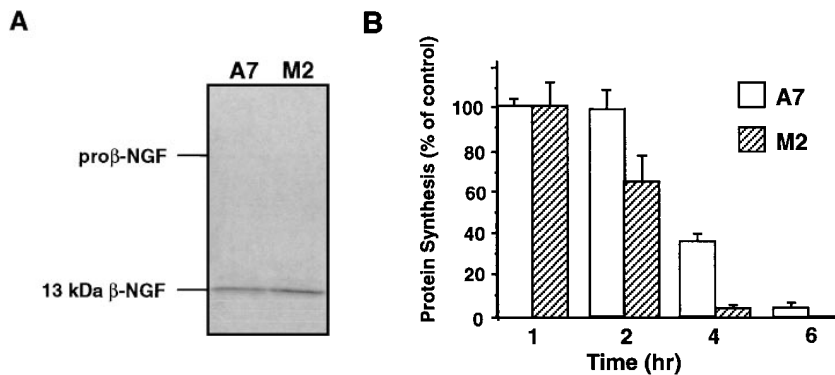 A
A7 M2
proβ-NGF
13 kDa β-NGF
B
Protein Synthesis (% of control)
100
80
60
40
20
0
1 2 4 6
Time (hr)
A7
M2